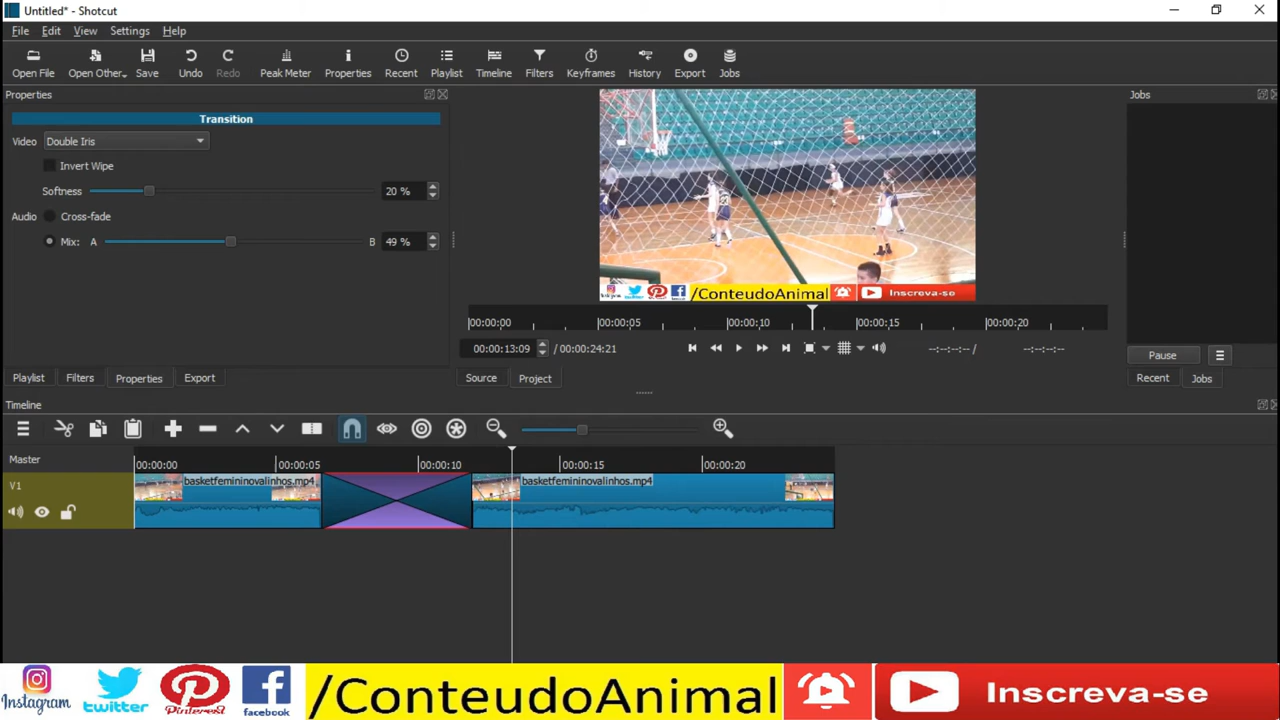 Untitled* - Shotcut
File Edit View Settings Help
Open File Open Other... Save Undo Redo Peak Meter Properties Recent Playlist Timeline Filters Keyframes History Export Jobs
Properties
Transition
Video Double Iris
Invert Wipe
Softness 20 %
Audio Cross-fade
Mix: A B 49 %
/ConteudoAnimal Inscreva-se
00:00:00 00:00:05 00:00:10 00:00:15 00:00:20
00:00:13:09 / 00:00:24:21 --:--:--:-- / --:--:--:--
Source Project
Jobs
Pause
Recent Jobs
Playlist Filters Properties Export
Timeline
Master 00:00:00 00:00:05 00:00:10 00:00:15 00:00:20
V1 basketfemininovalinhos.mp4 basketfemininovalinhos.mp4
Instagram twitter Pinterest facebook /ConteudoAnimal Inscreva-se